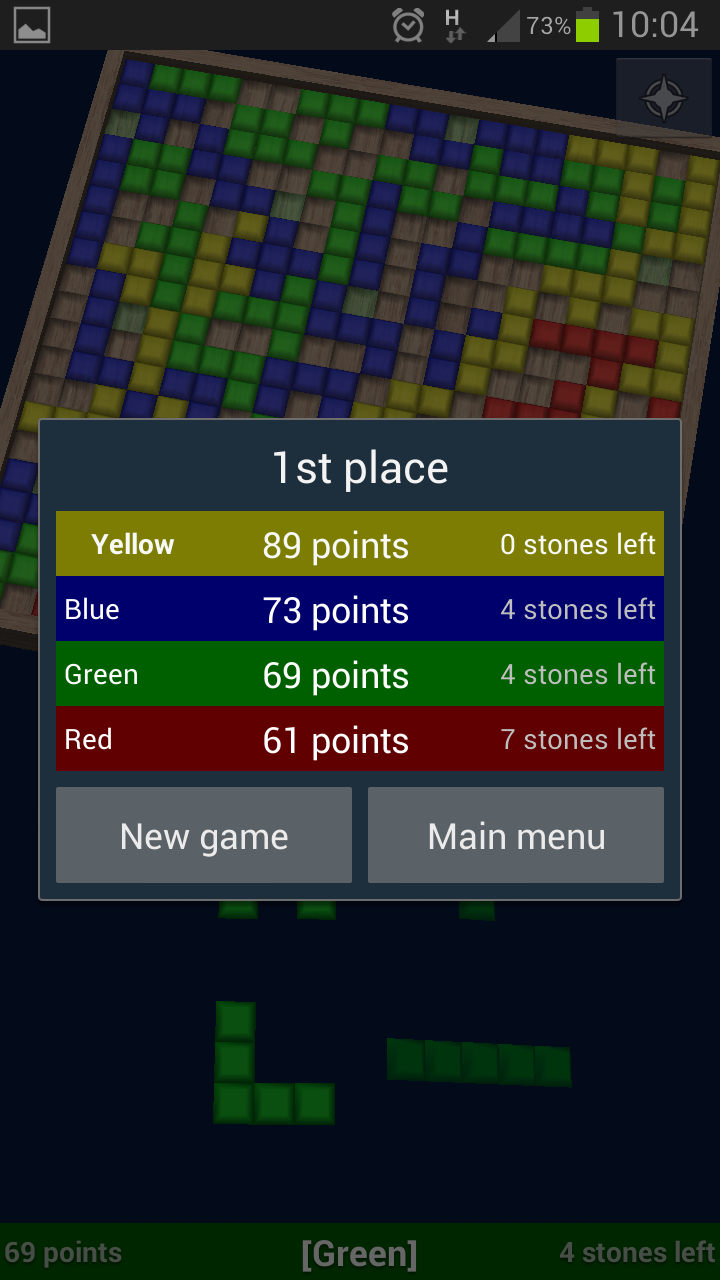 H 73% 10:04
1st place
Yellow 89 points 0 stones left
Blue 73 points 4 stones left
Green 69 points 4 stones left
Red 61 points 7 stones left
New game Main menu
69 points [Green] 4 stones left